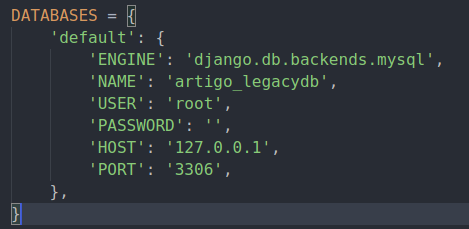 DATABASES = {
    'default': {
        'ENGINE': 'django.db.backends.mysql',
        'NAME': 'artigo_legacydb',
        'USER': 'root',
        'PASSWORD': '',
        'HOST': '127.0.0.1',
        'PORT': '3306',
    },
}